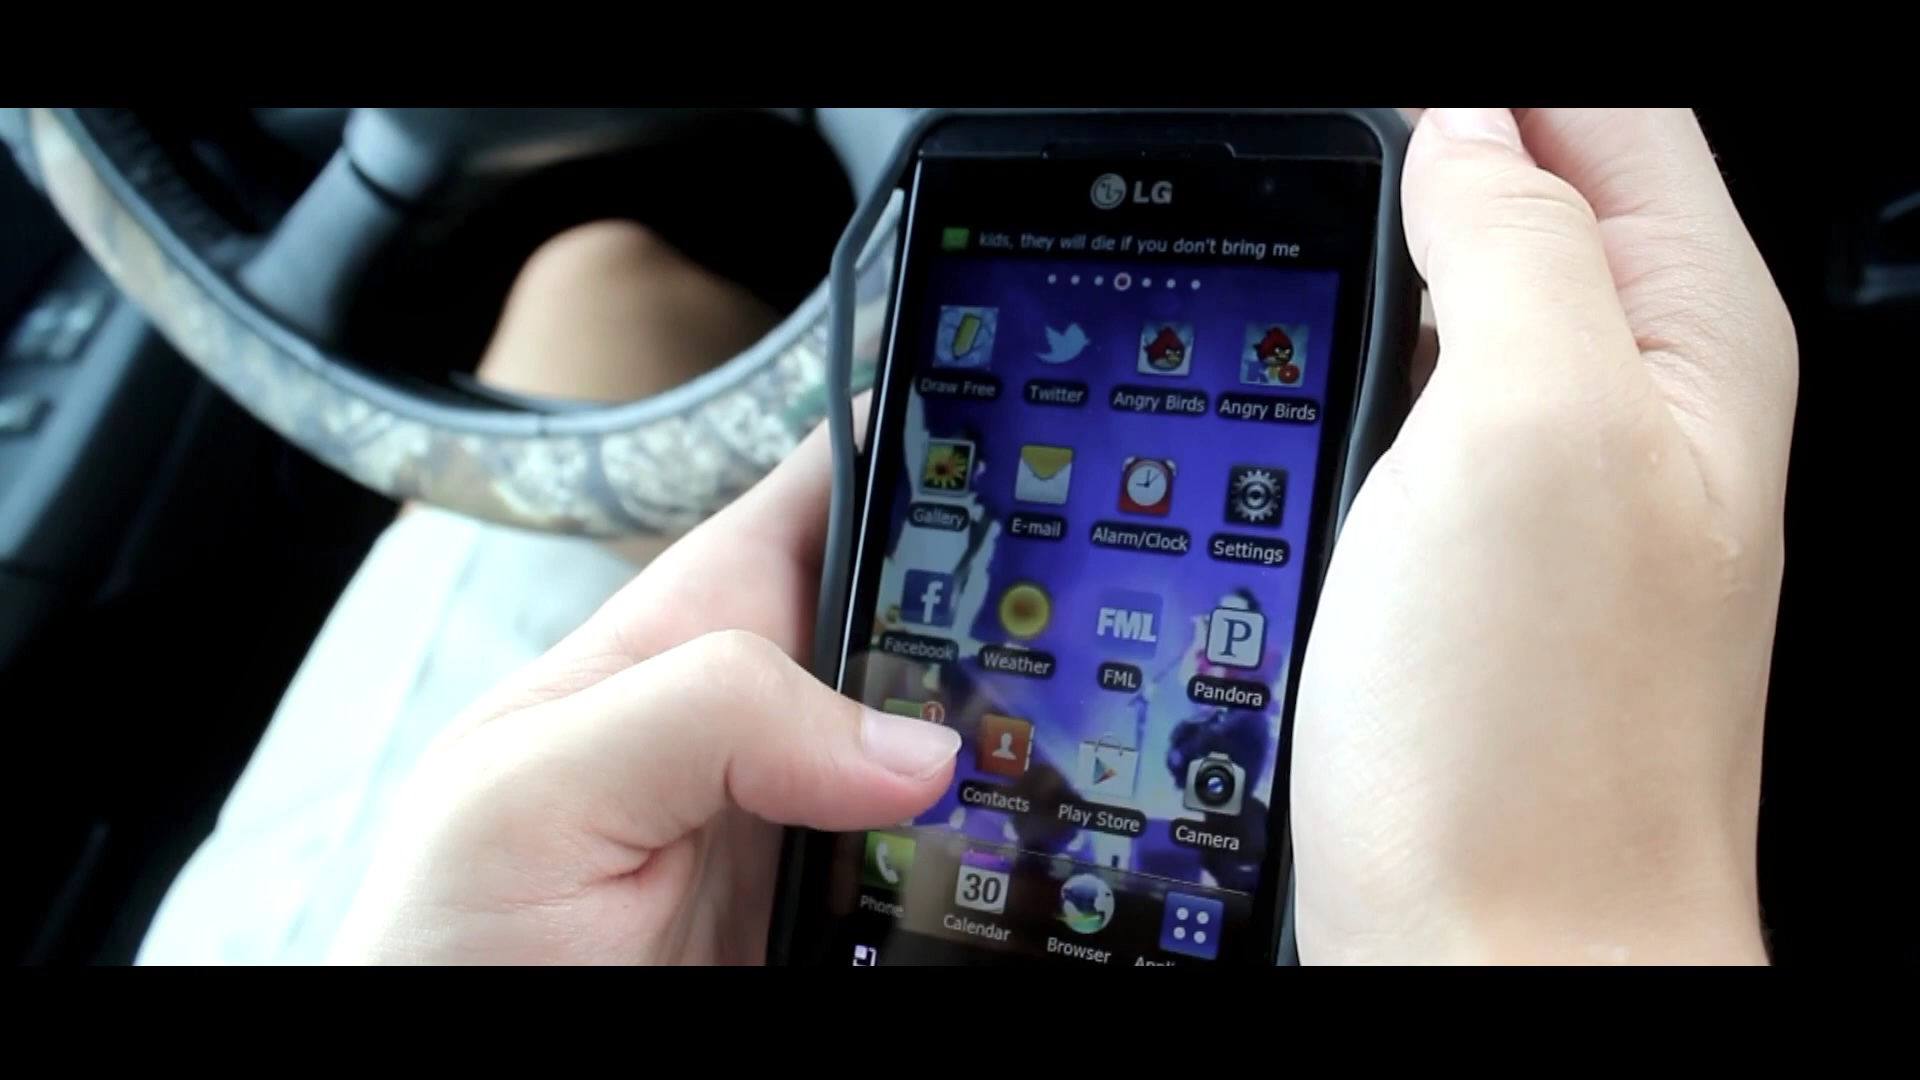 LG
kids, they will die if you don't bring me
Draw Free
Twitter
Angry Birds
Angry Birds
Gallery
E-mail
Alarm/Clock
Settings
f
Facebook
Weather
FML
FML
P
Pandora
1
Contacts
Play Store
Camera
30
Phone
Calendar
Browser